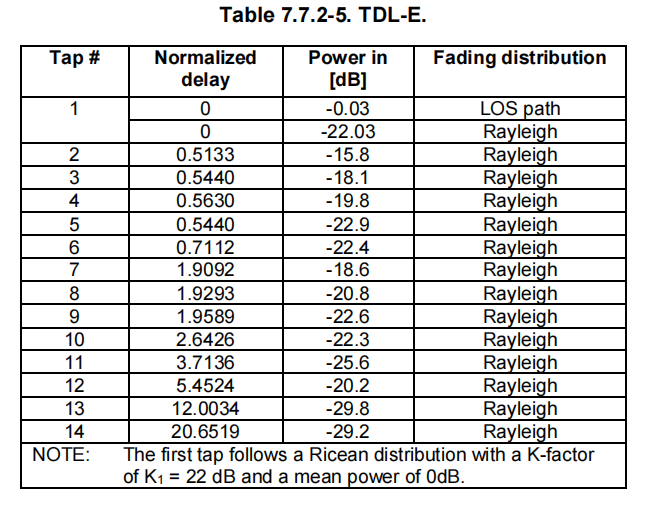 Table 7.7.2-5. TDL-E.
Tap # Normalized delay Power in [dB] Fading distribution
1 0 -0.03 LOS path
0 -22.03 Rayleigh
2 0.5133 -15.8 Rayleigh
3 0.5440 -18.1 Rayleigh
4 0.5630 -19.8 Rayleigh
5 0.5440 -22.9 Rayleigh
6 0.7112 -22.4 Rayleigh
7 1.9092 -18.6 Rayleigh
8 1.9293 -20.8 Rayleigh
9 1.9589 -22.6 Rayleigh
10 2.6426 -22.3 Rayleigh
11 3.7136 -25.6 Rayleigh
12 5.4524 -20.2 Rayleigh
13 12.0034 -29.8 Rayleigh
14 20.6519 -29.2 Rayleigh
NOTE: The first tap follows a Ricean distribution with a K-factor
of K₁ = 22 dB and a mean power of 0dB.